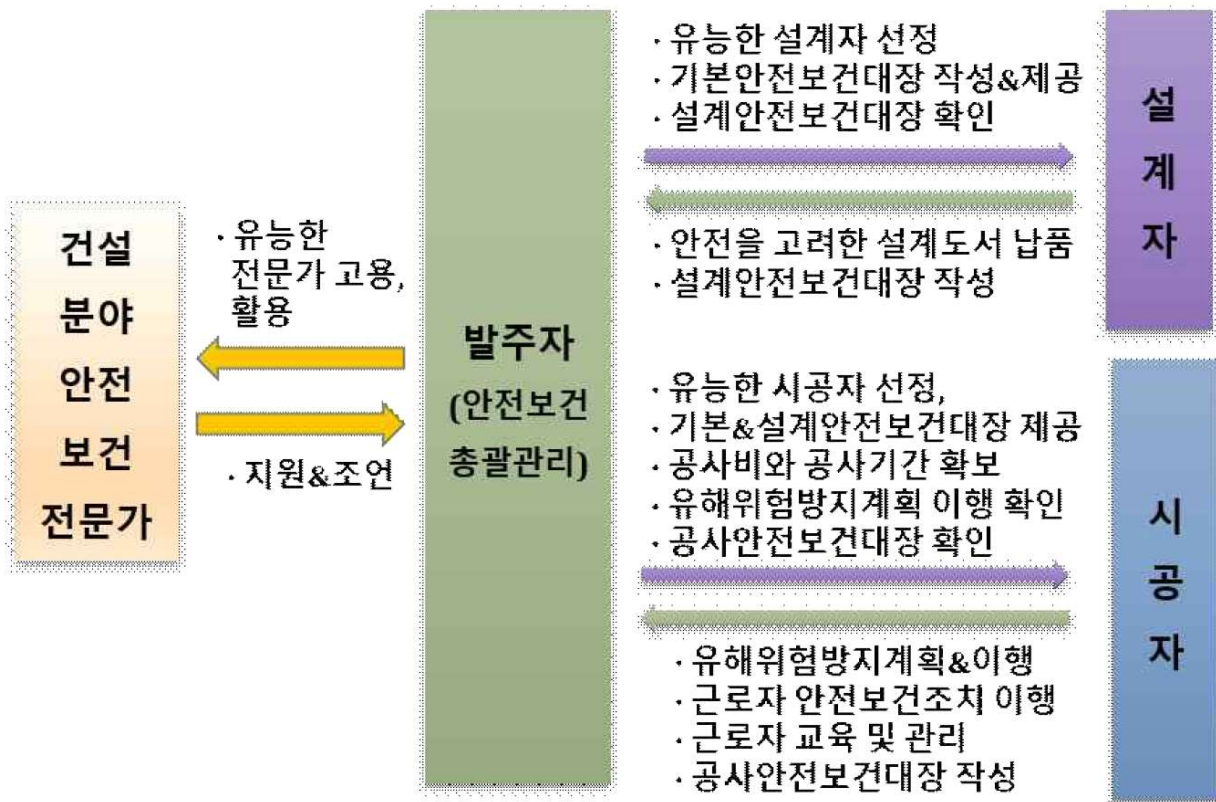 건설
분야
안전
보건
전문가
· 유능한
전문가 고용,
활용
· 지원&조언
발주자
(안전보건
총괄관리)
· 유능한 설계자 선정
· 기본안전보건대장 작성&제공
· 설계안전보건대장 확인
· 안전을 고려한 설계도서 납품
· 설계안전보건대장 작성
설
계
자
· 유능한 시공자 선정,
· 기본&설계안전보건대장 제공
· 공사비와 공사기간 확보
· 유해위험방지계획 이행 확인
· 공사안전보건대장 확인
· 유해위험방지계획&이행
· 근로자 안전보건조치 이행
· 근로자 교육 및 관리
· 공사안전보건대장 작성
시
공
자